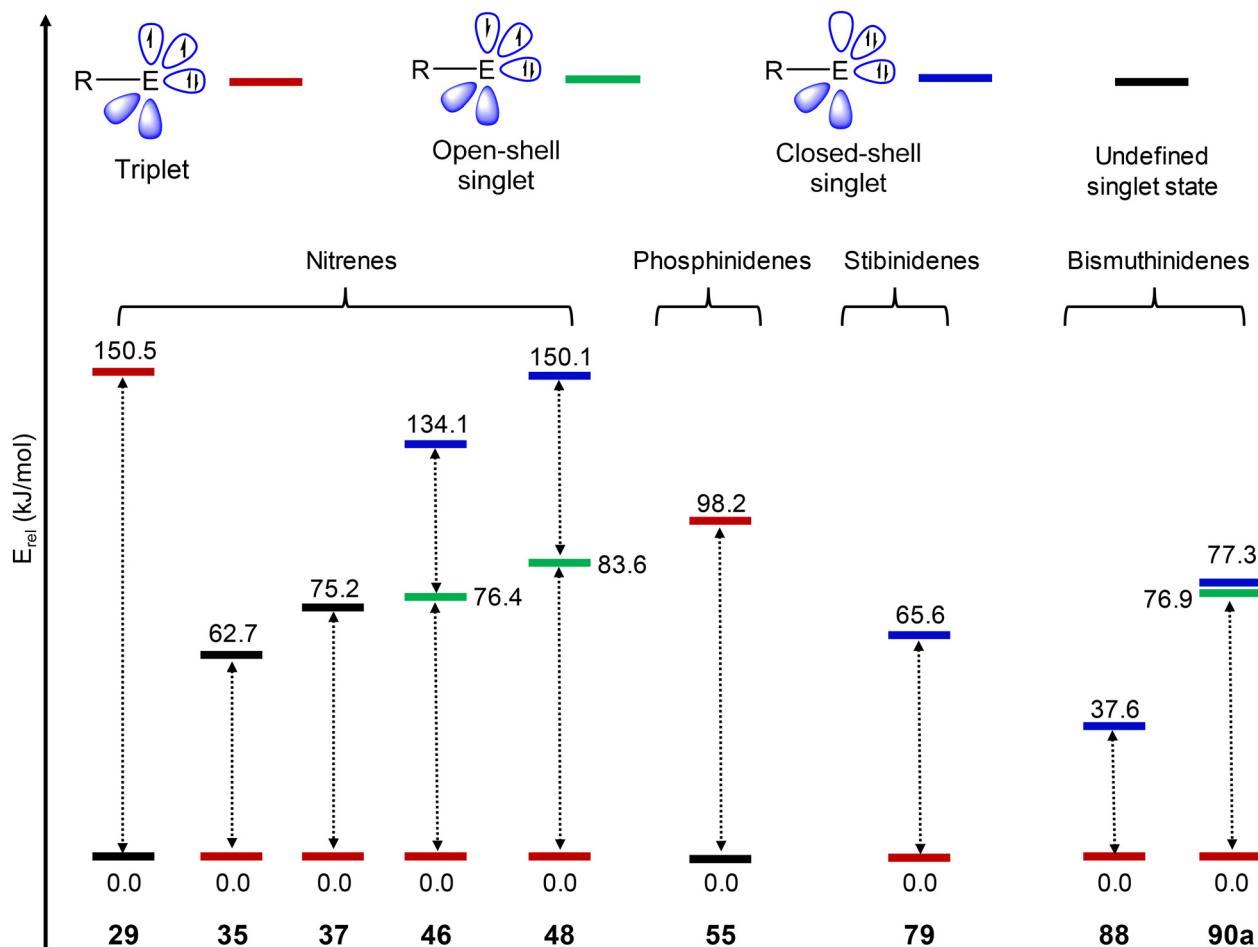 R—E
R—E
R—E
Triplet
Open-shell
singlet
Closed-shell
singlet
Undefined
singlet state
Nitrenes
Phosphinidenes
Stibinidenes
Bismuthinidenes
E_rel (kJ/mol)
150.5
62.7
75.2
134.1
76.4
150.1
83.6
98.2
65.6
37.6
77.3
76.9
0.0 0.0 0.0 0.0 0.0 0.0 0.0 0.0 0.0
29 35 37 46 48 55 79 88 90a